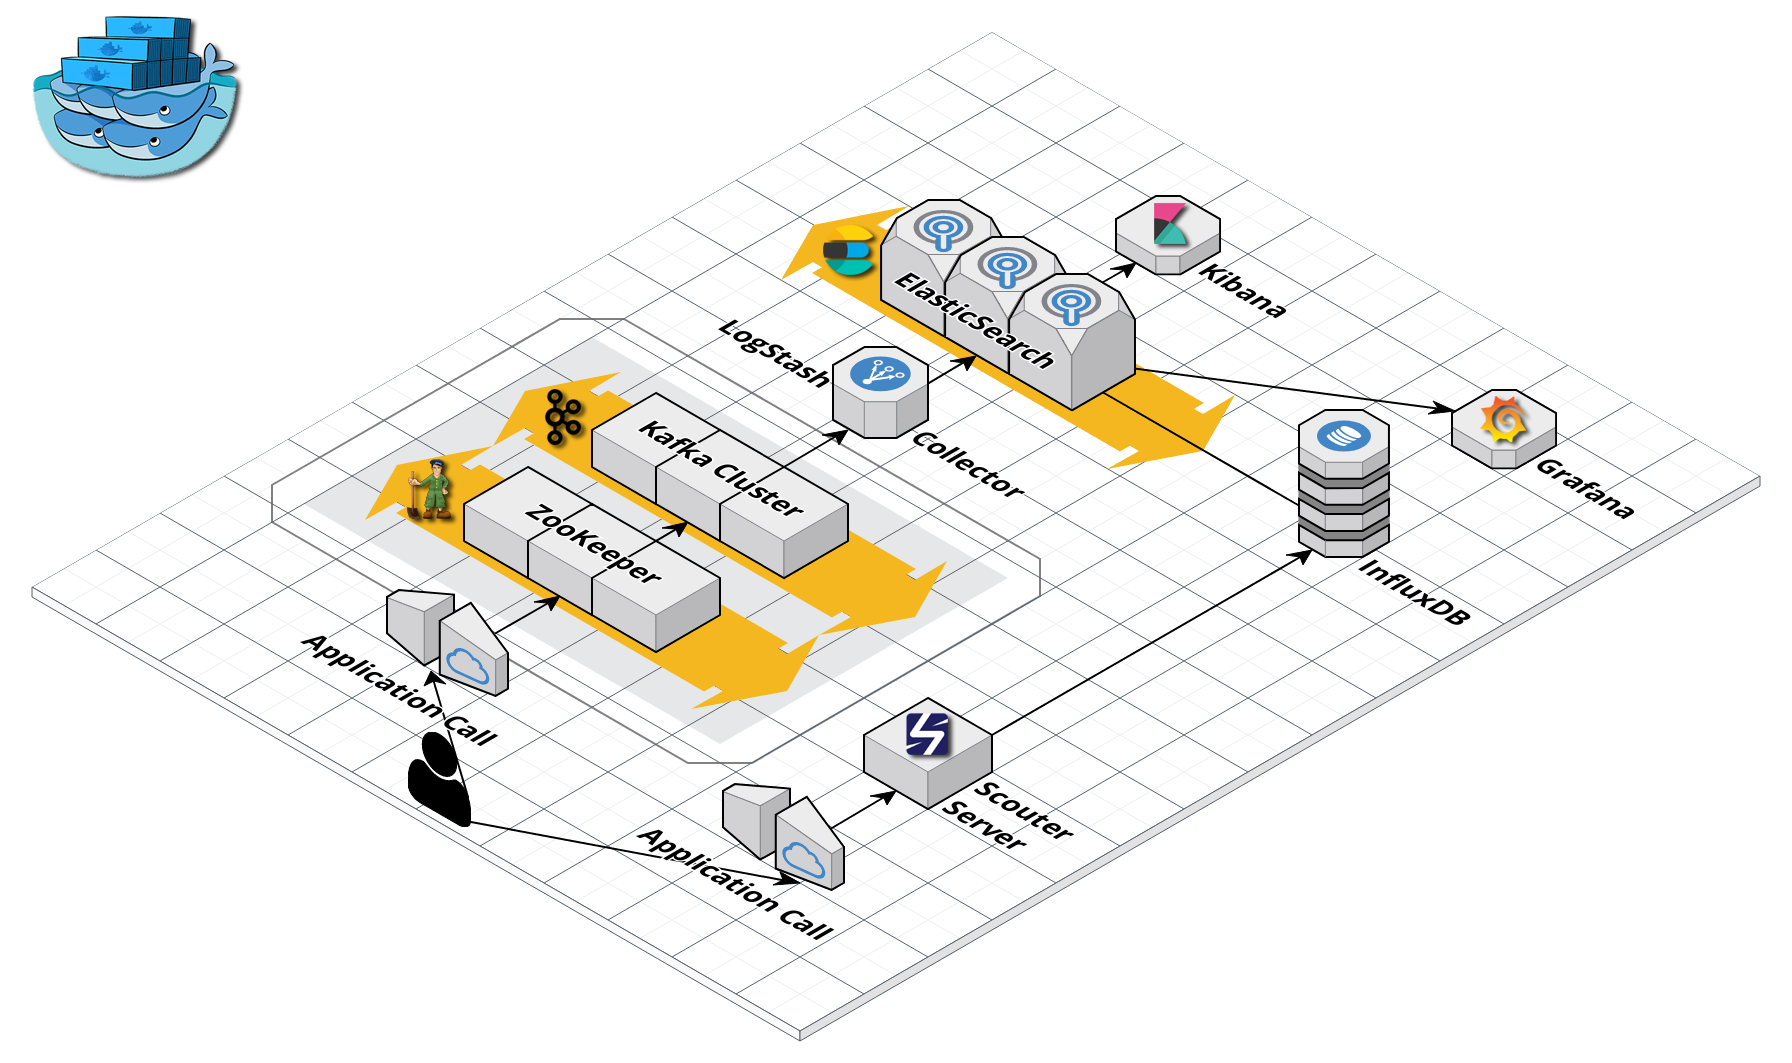 Kibana
ElasticSearch
LogStash
Collector
Kafka Cluster
ZooKeeper
Grafana
InfluxDB
Application Call
Scouter
Server
Application Call